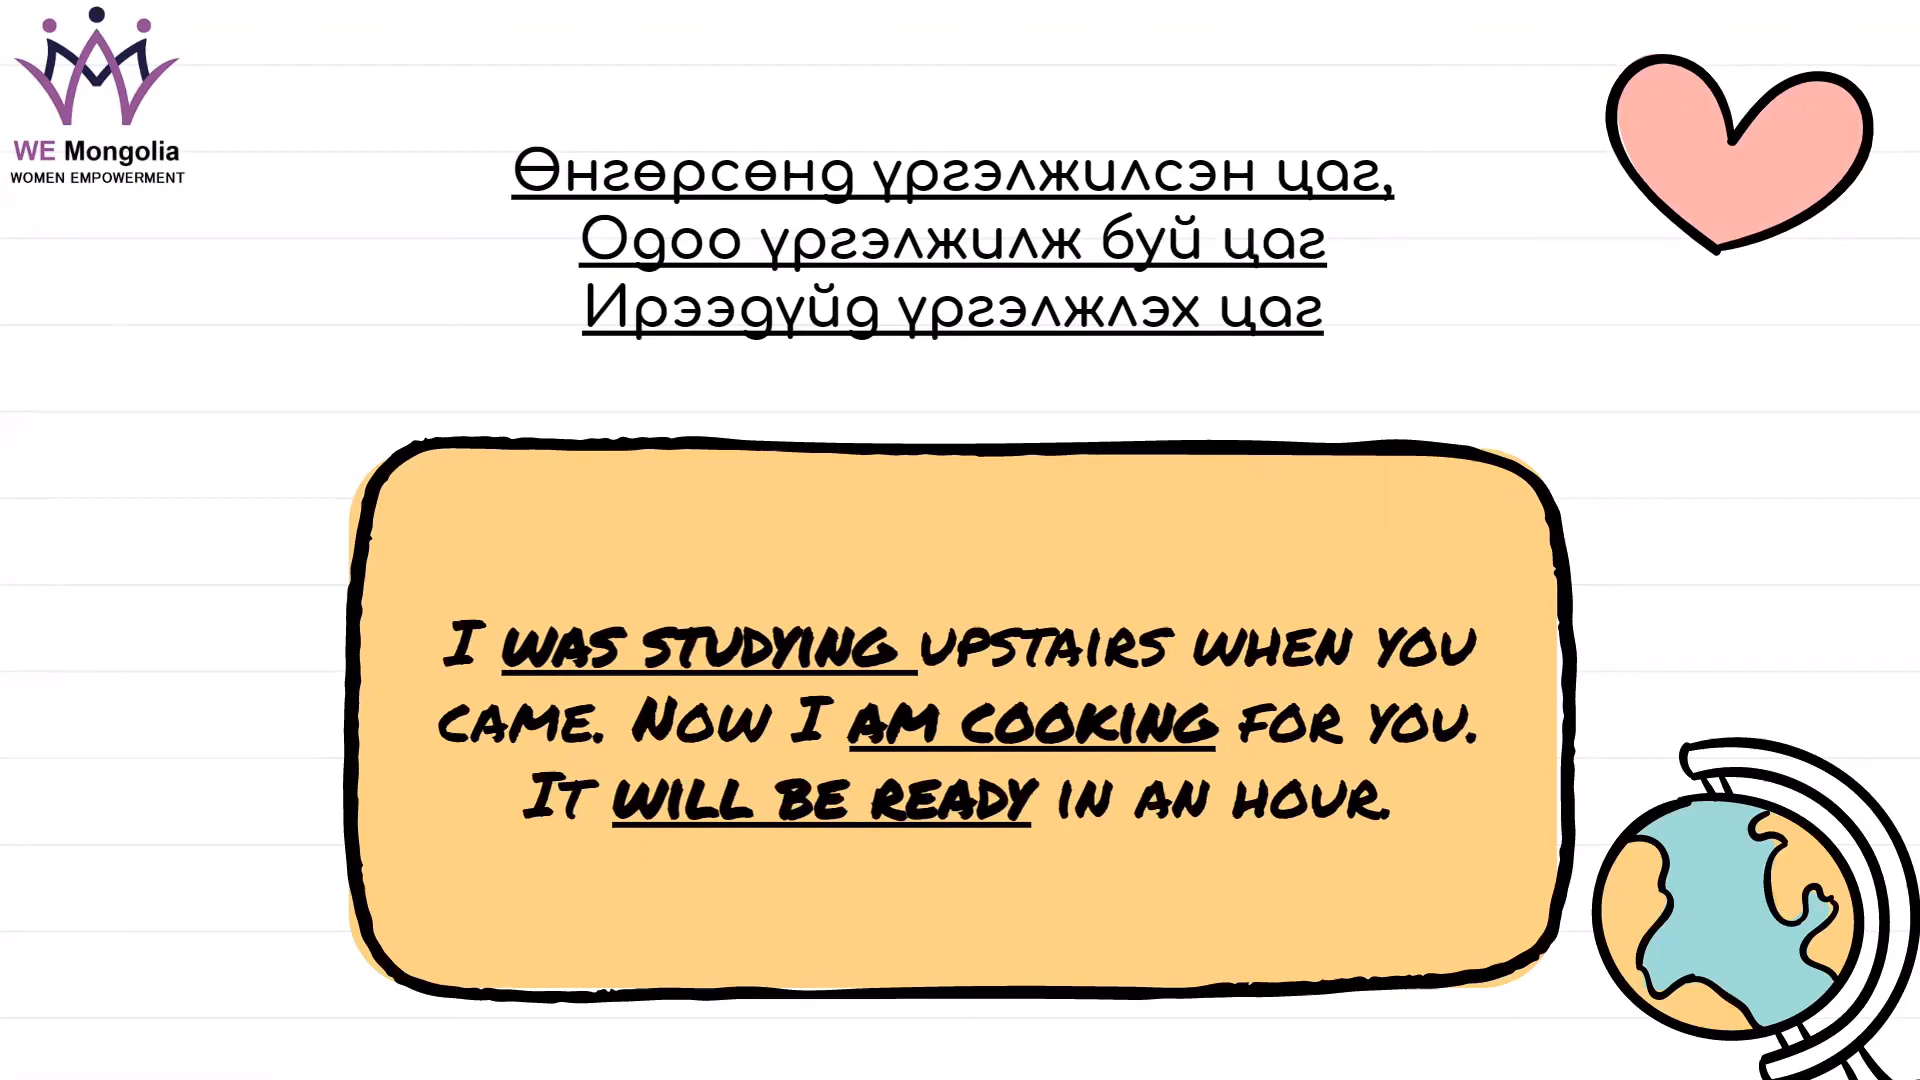 WE Mongolia
WOMEN EMPOWERMENT
Өнгөрсөнд үргэлжилсэн цаг,
Одоо үргэлжилж буй цаг
Ирээдүйд үргэлжлэх цаг
I WAS STUDYING UPSTAIRS WHEN YOU
CAME. NOW I AM COOKING FOR YOU.
IT WILL BE READY IN AN HOUR.